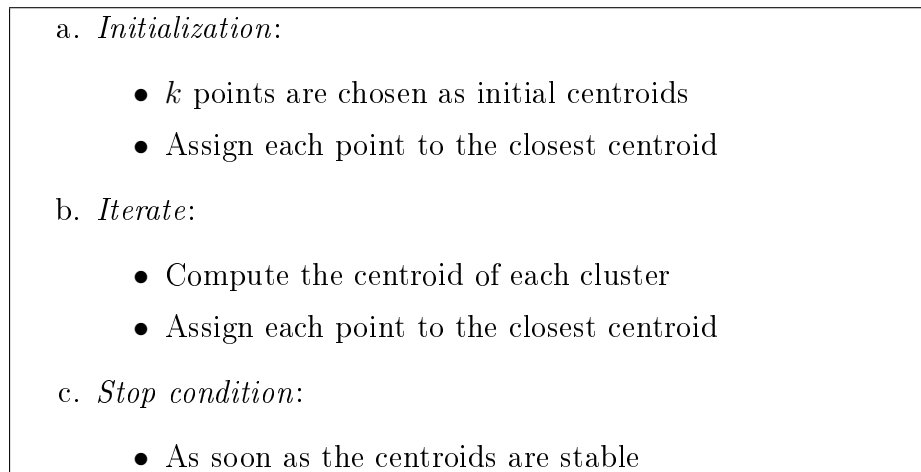 a. Initialization:
• k points are chosen as initial centroids
• Assign each point to the closest centroid
b. Iterate:
• Compute the centroid of each cluster
• Assign each point to the closest centroid
c. Stop condition:
• As soon as the centroids are stable